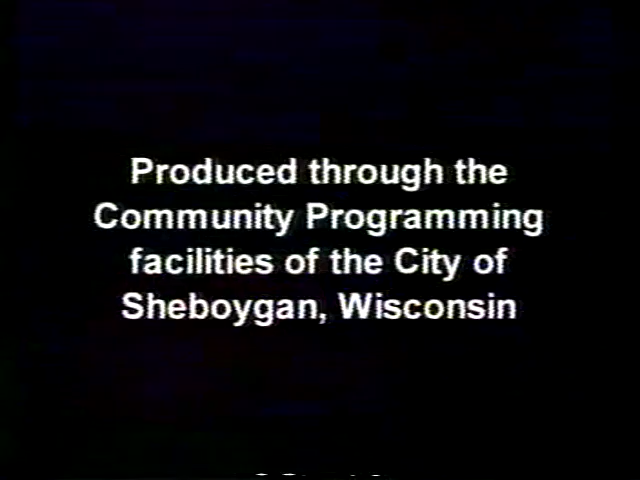 Produced through the
Community Programming
facilities of the City of
Sheboygan, Wisconsin